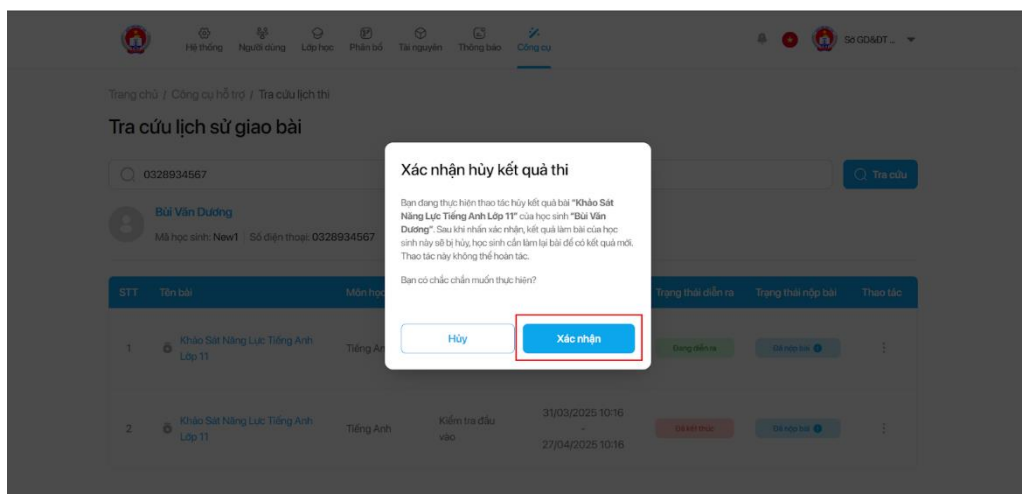 Hệ thống Người dùng Lớp học Phân bổ Tài nguyên Thông báo Công cụ Sở GD&ĐT ...
Trang chủ / Công cụ hỗ trợ / Tra cứu lịch thi
Tra cứu lịch sử giao bài
0328934567 Tra cứu
Bùi Văn Dương
Mã học sinh: New1 Số điện thoại: 0328934567
Xác nhận hủy kết quả thi
Bạn đang thực hiện thao tác hủy kết quả bài "Khảo Sát
Năng Lực Tiếng Anh Lớp 11" của học sinh "Bùi Văn
Dương". Sau khi nhấn xác nhận, kết quả làm bài của học
sinh này sẽ bị hủy, học sinh cần làm lại bài để có kết quả mới.
Thao tác này không thể hoàn tác.
Bạn có chắc chắn muốn thực hiện?
Hủy Xác nhận
STT Tên bài Môn học Trạng thái diễn ra Trạng thái nộp bài Thao tác
1 Khảo Sát Năng Lực Tiếng Anh
Lớp 11 Tiếng An Đang diễn ra Đã nộp bài
2 Khảo Sát Năng Lực Tiếng Anh
Lớp 11 Tiếng Anh Kiểm tra đầu
vào 31/03/2025 10:16
-
27/04/2025 10:16 Đã kết thúc Đã nộp bài